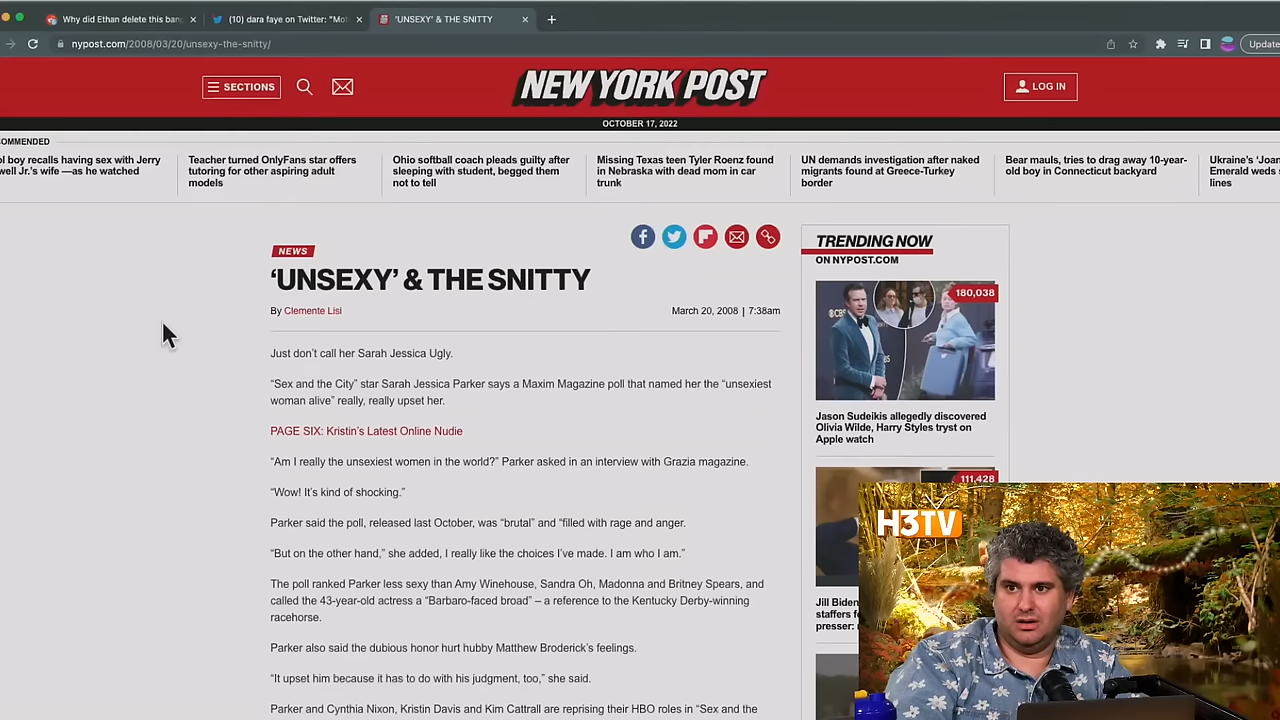 Why did Ethan delete this bang
(10) dara faye on Twitter: "Mot
'UNSEXY' & THE SNITTY
nypost.com/2008/03/20/unsexy-the-snitty/
Update
SECTIONS
NEW YORK POST
LOG IN
OCTOBER 17, 2022
OMMENDED
ol boy recalls having sex with Jerry
well Jr.'s wife —as he watched
Teacher turned OnlyFans star offers
tutoring for other aspiring adult
models
Ohio softball coach pleads guilty after
sleeping with student, begged them
not to tell
Missing Texas teen Tyler Roenz found
in Nebraska with dead mom in car
trunk
UN demands investigation after naked
migrants found at Greece-Turkey
border
Bear mauls, tries to drag away 10-year-
old boy in Connecticut backyard
Ukraine's 'Joan
Emerald weds s
lines
NEWS
'UNSEXY' & THE SNITTY
By Clemente Lisi
March 20, 2008 | 7:38am
Just don't call her Sarah Jessica Ugly.
"Sex and the City" star Sarah Jessica Parker says a Maxim Magazine poll that named her the "unsexiest
woman alive" really, really upset her.
PAGE SIX: Kristin's Latest Online Nudie
"Am I really the unsexiest women in the world?" Parker asked in an interview with Grazia magazine.
"Wow! It's kind of shocking."
Parker said the poll, released last October, was "brutal" and "filled with rage and anger.
"But on the other hand," she added, I really like the choices I've made. I am who I am."
The poll ranked Parker less sexy than Amy Winehouse, Sandra Oh, Madonna and Britney Spears, and
called the 43-year-old actress a "Barbaro-faced broad" – a reference to the Kentucky Derby-winning
racehorse.
Parker also said the dubious honor hurt hubby Matthew Broderick's feelings.
"It upset him because it has to do with his judgment, too," she said.
Parker and Cynthia Nixon, Kristin Davis and Kim Cattrall are reprising their HBO roles in "Sex and the
TRENDING NOW
ON NYPOST.COM
180,038
CBS
Jason Sudeikis allegedly discovered
Olivia Wilde, Harry Styles tryst on
Apple watch
111,428
Jill Biden
staffers f
presser:
H3TV